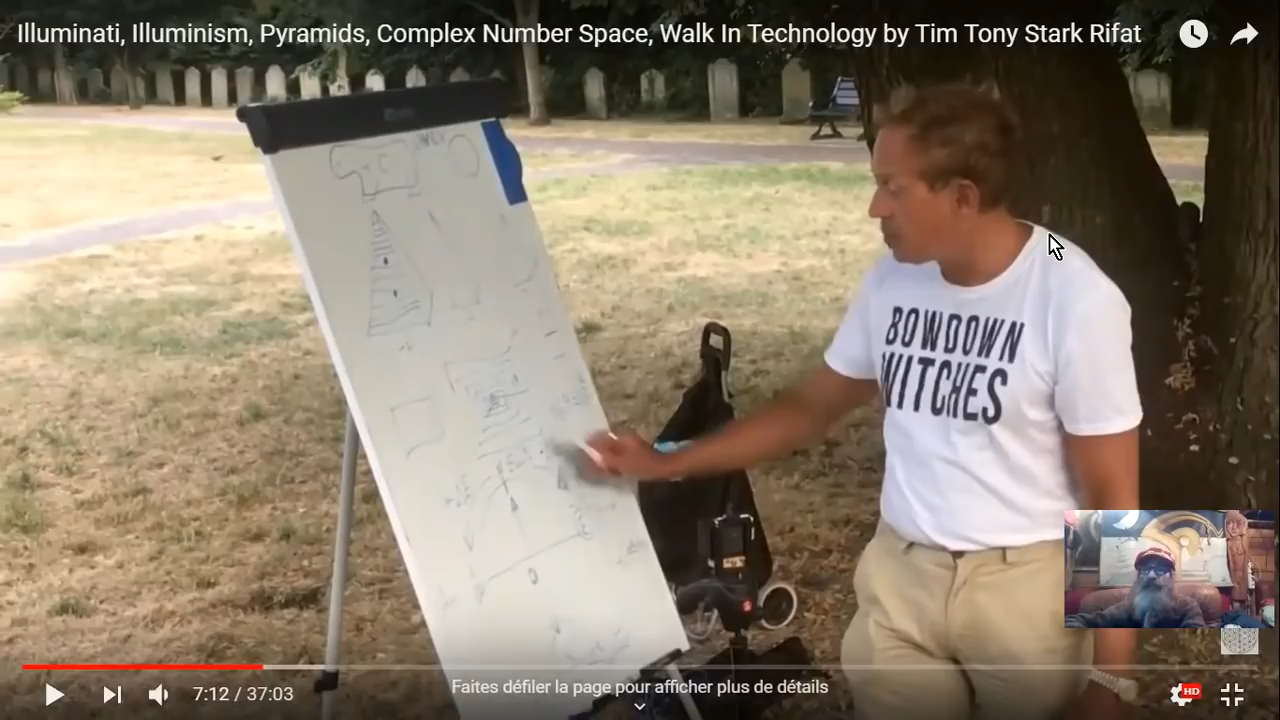 Illuminati, Illuminism, Pyramids, Complex Number Space, Walk In Technology by Tim Tony Stark Rifat
BOWDOWN
WITCHES
7:12 / 37:03
Faites défiler la page pour afficher plus de détails
HD